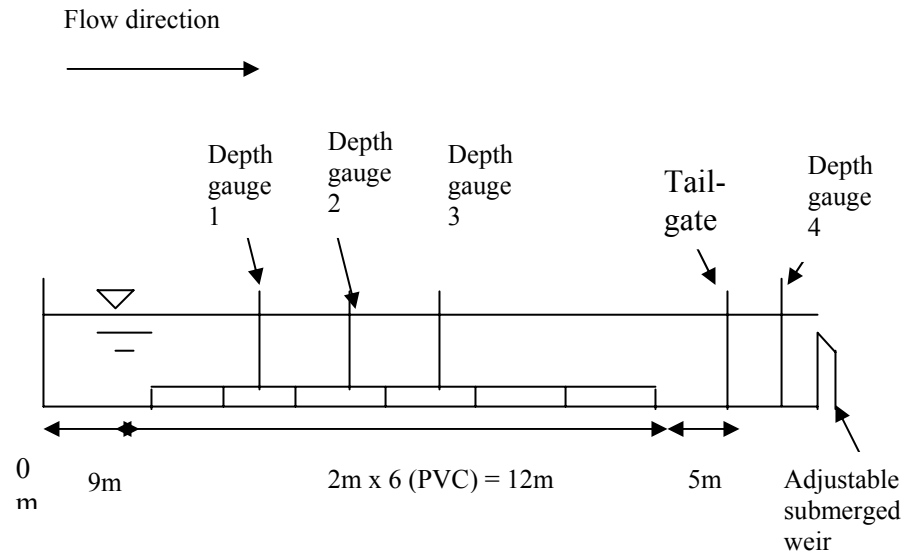 Flow direction
Depth
gauge
1
Depth
gauge
2
Depth
gauge
3
Tail-
gate
Depth
gauge
4
0
m
9m
2m x 6 (PVC) = 12m
5m
Adjustable
submerged
weir